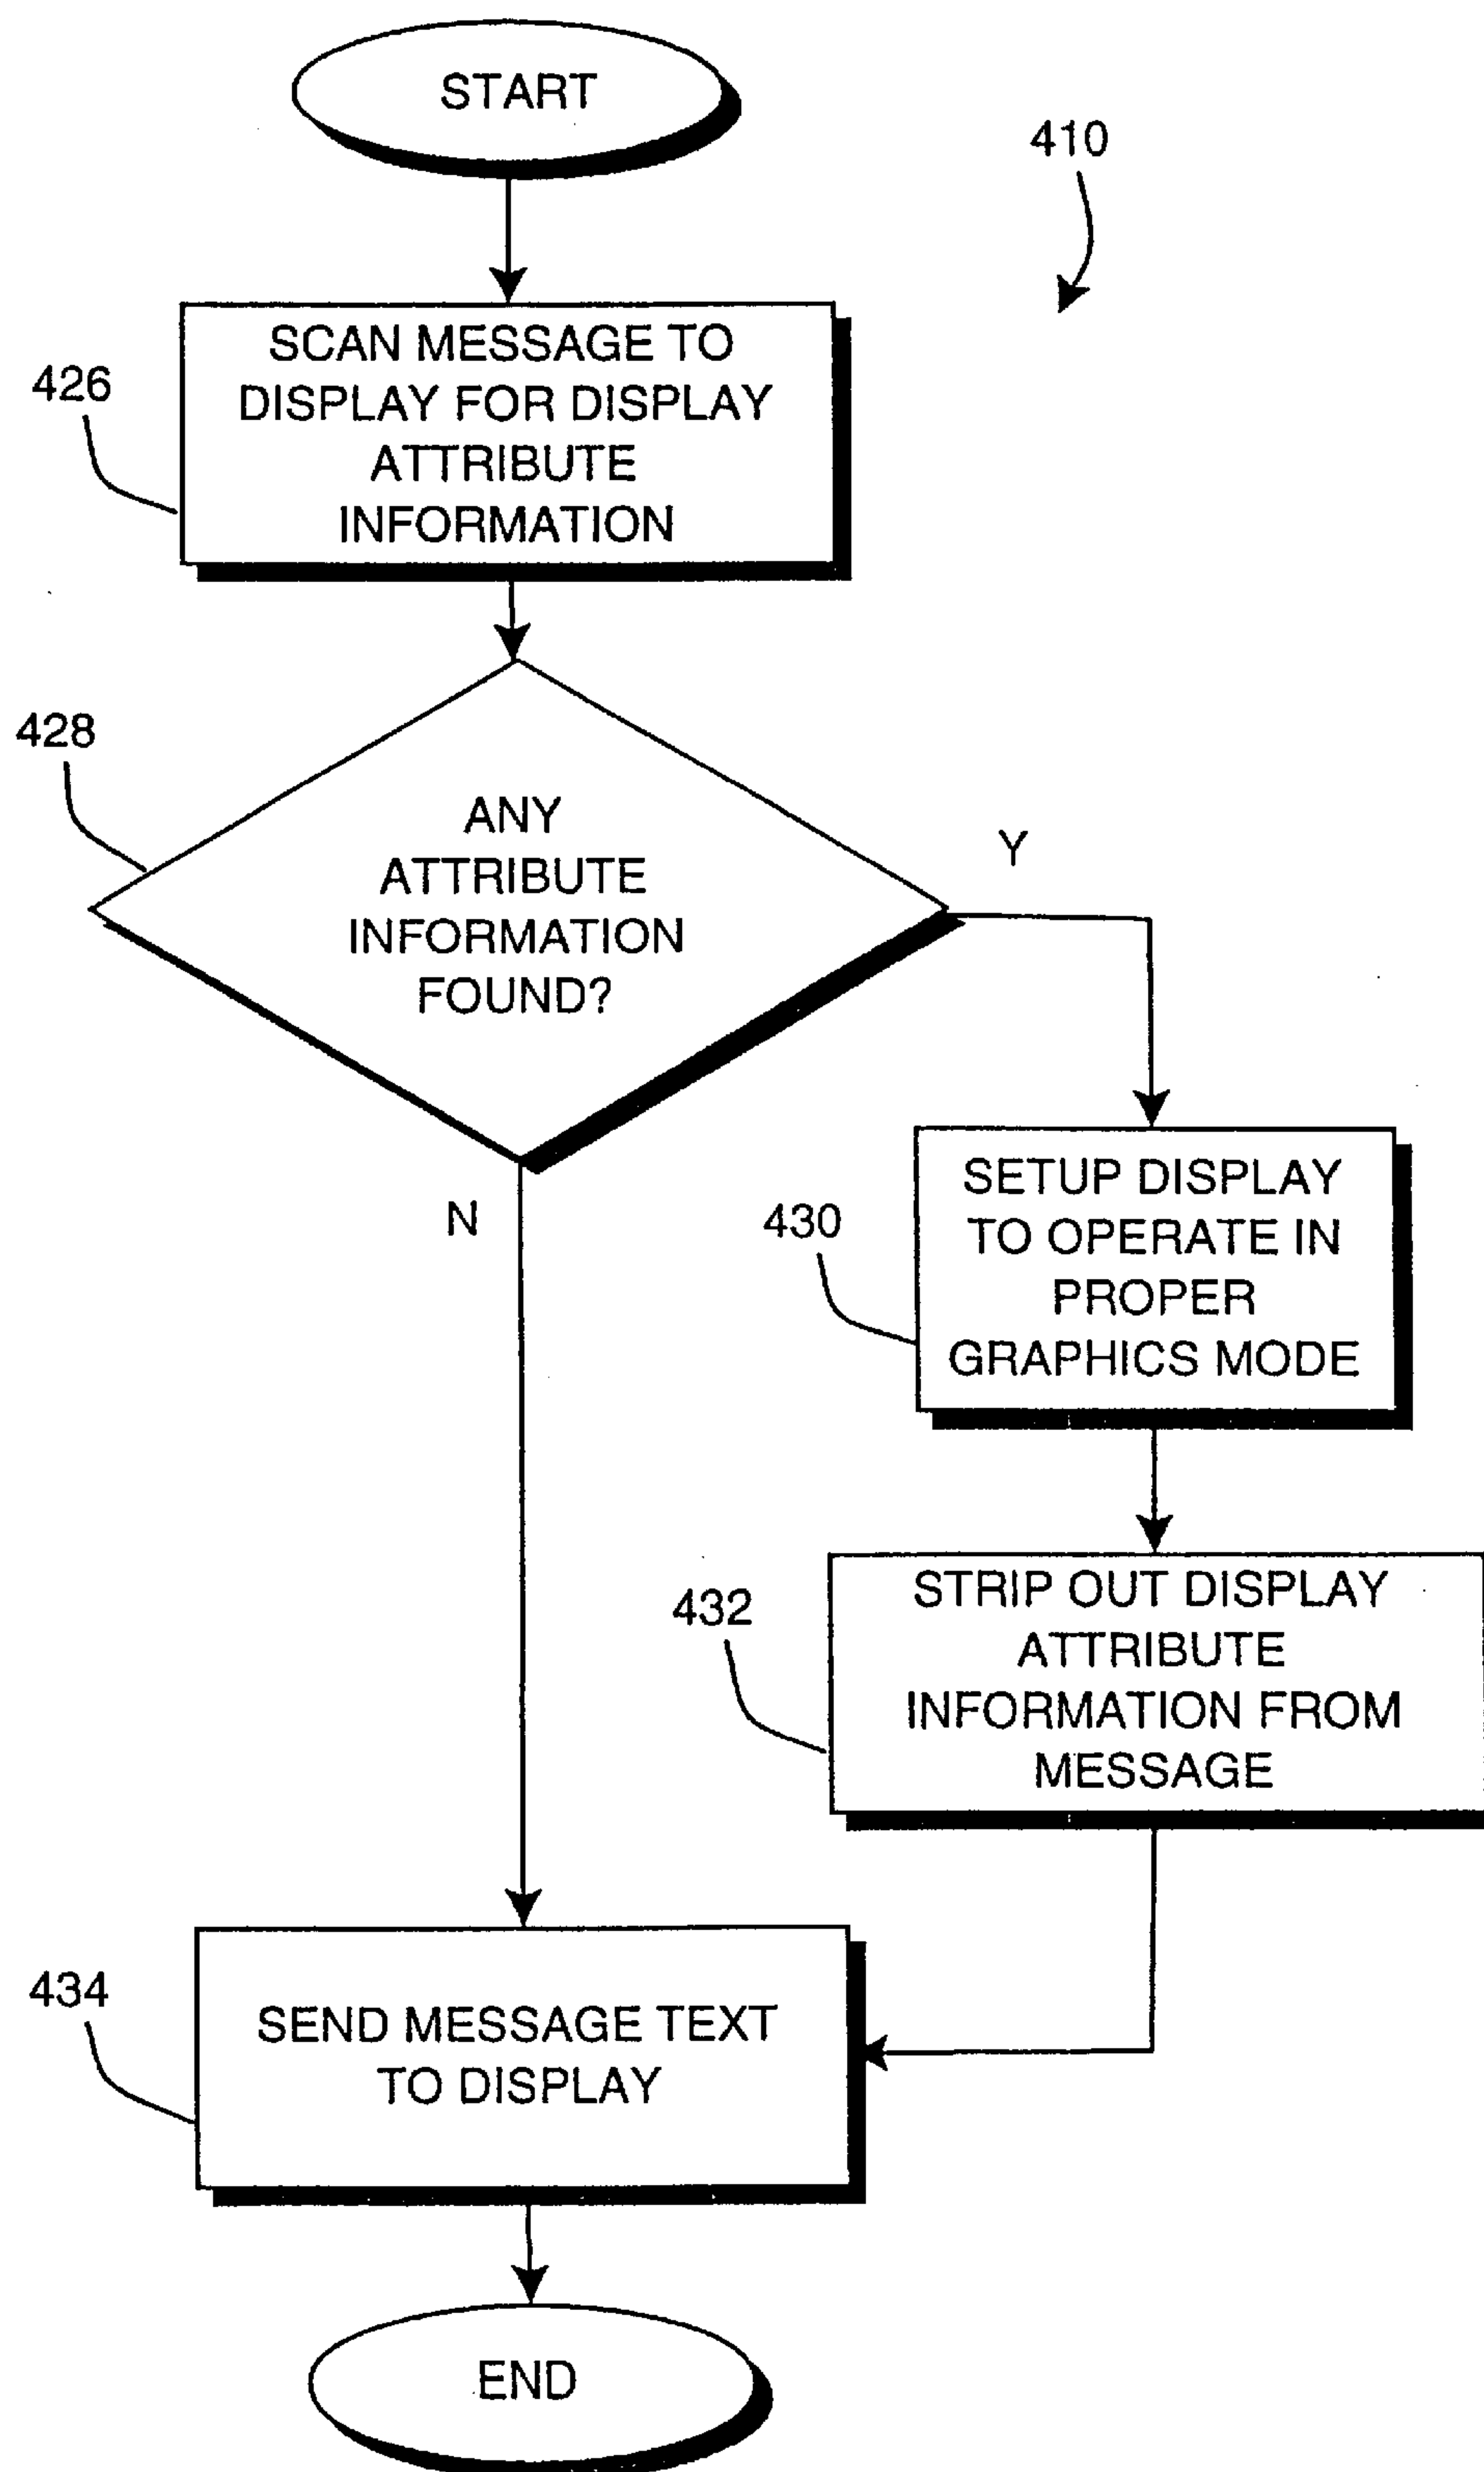 START
410
SCAN MESSAGE TO
DISPLAY FOR DISPLAY
ATTRIBUTE
INFORMATION
426
428
ANY
ATTRIBUTE
INFORMATION
FOUND?
Y
N
SETUP DISPLAY
TO OPERATE IN
PROPER
GRAPHICS MODE
430
STRIP OUT DISPLAY
ATTRIBUTE
INFORMATION FROM
MESSAGE
432
434
SEND MESSAGE TEXT
TO DISPLAY
END